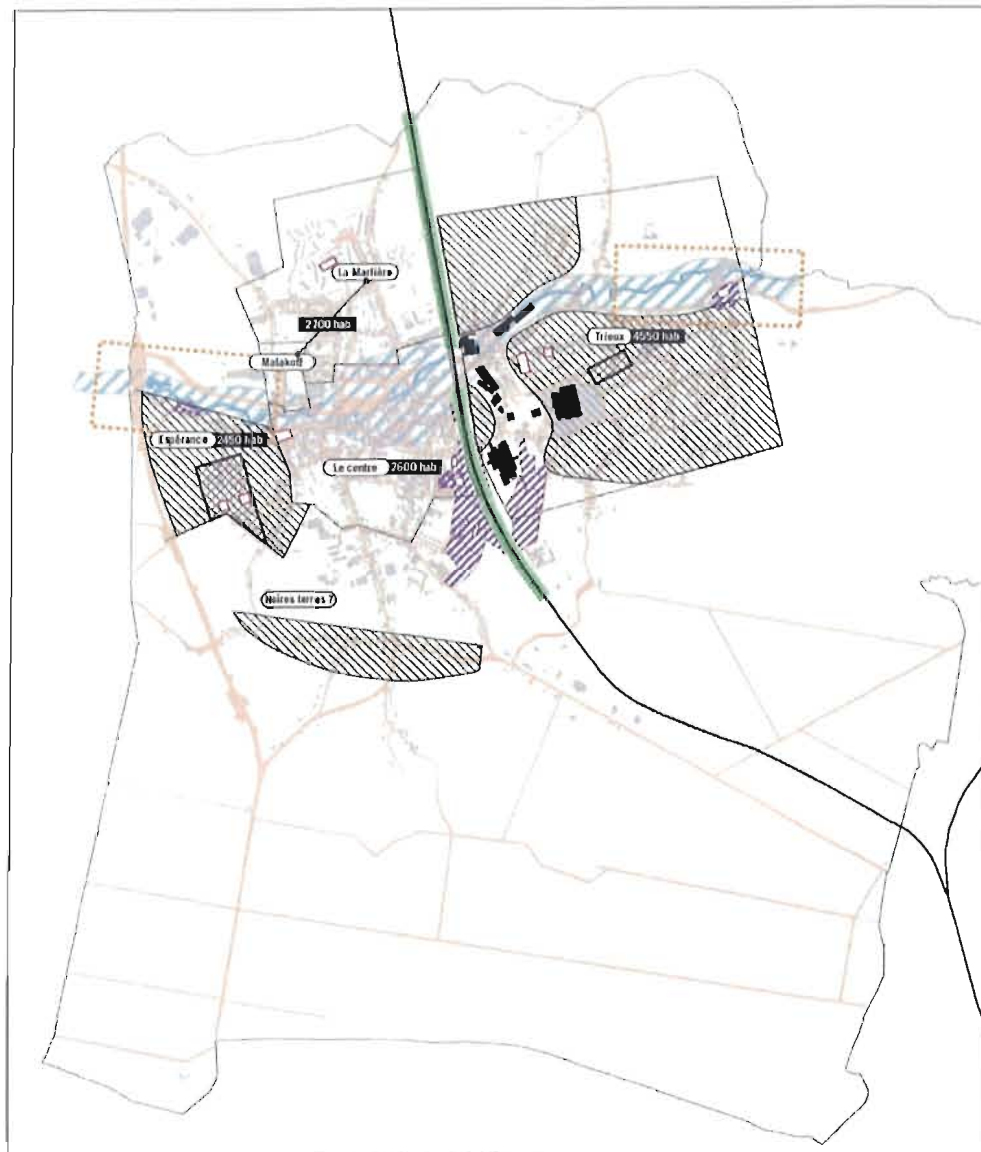 La Marlière
2700 hab
Malakoff
Trieux 4550 hab
Espérance 2450 hab
Le centre 2600 hab
Noires terres ?